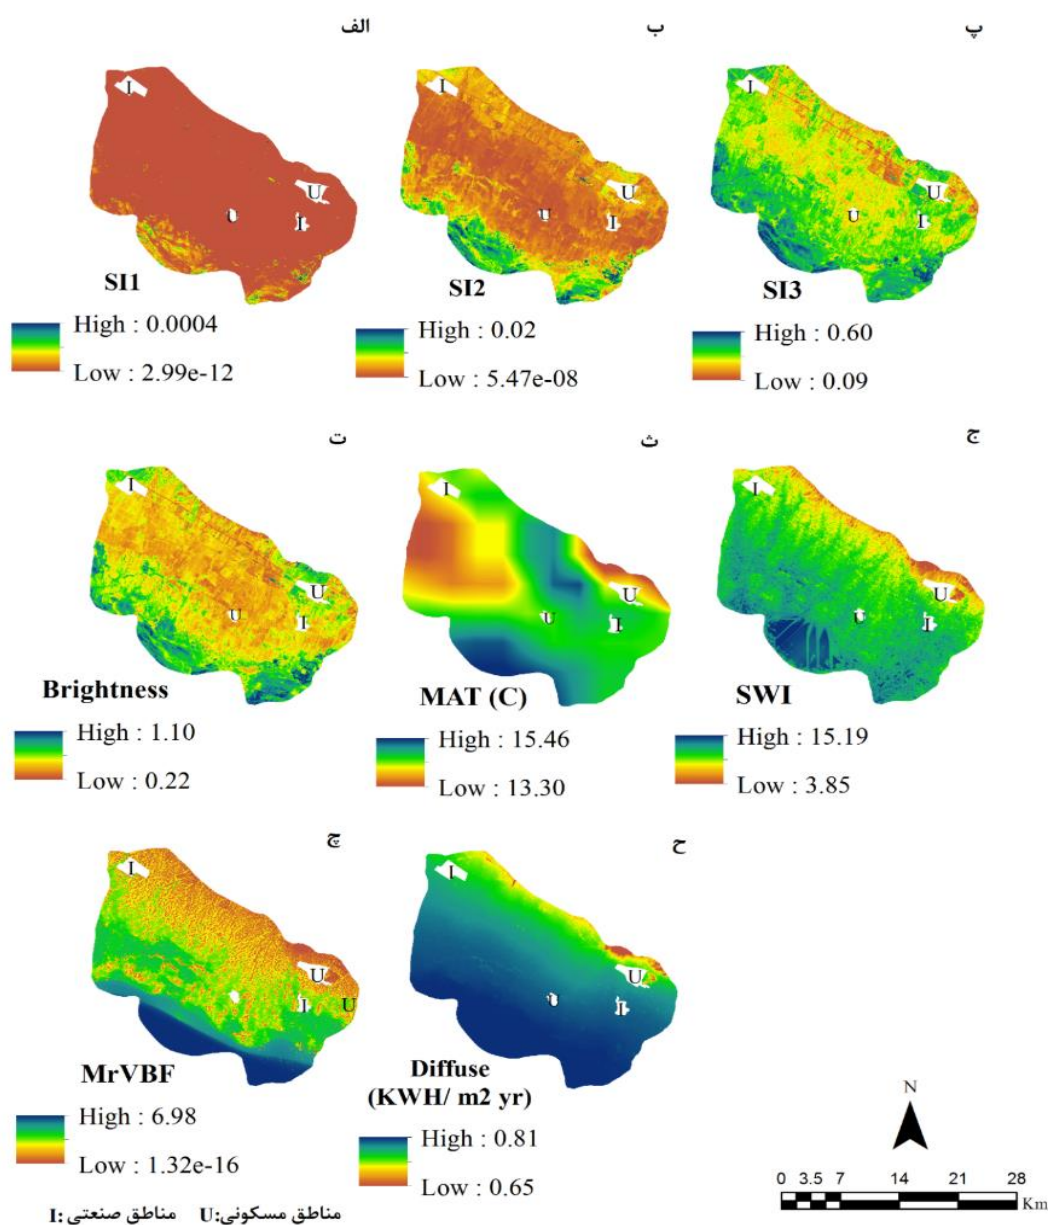 الف
ب
پ
I
U
U
I
SI1
High : 0.0004
Low : 2.99e-12
I
U
U
I
SI2
High : 0.02
Low : 5.47e-08
I
U
U
I
SI3
High : 0.60
Low : 0.09
ت
ث
ج
I
U
U
I
Brightness
High : 1.10
Low : 0.22
I
U
U
I
MAT (C)
High : 15.46
Low : 13.30
I
U
U
I
SWI
High : 15.19
Low : 3.85
چ
ح
I
U
I
U
MrVBF
High : 6.98
Low : 1.32e-16
I
U
U
I
Diffuse
(KWH/ m2 yr)
High : 0.81
Low : 0.65
N
0 3.5 7 14 21 28
Km
I: مناطق صنعتی U: مناطق مسکونی